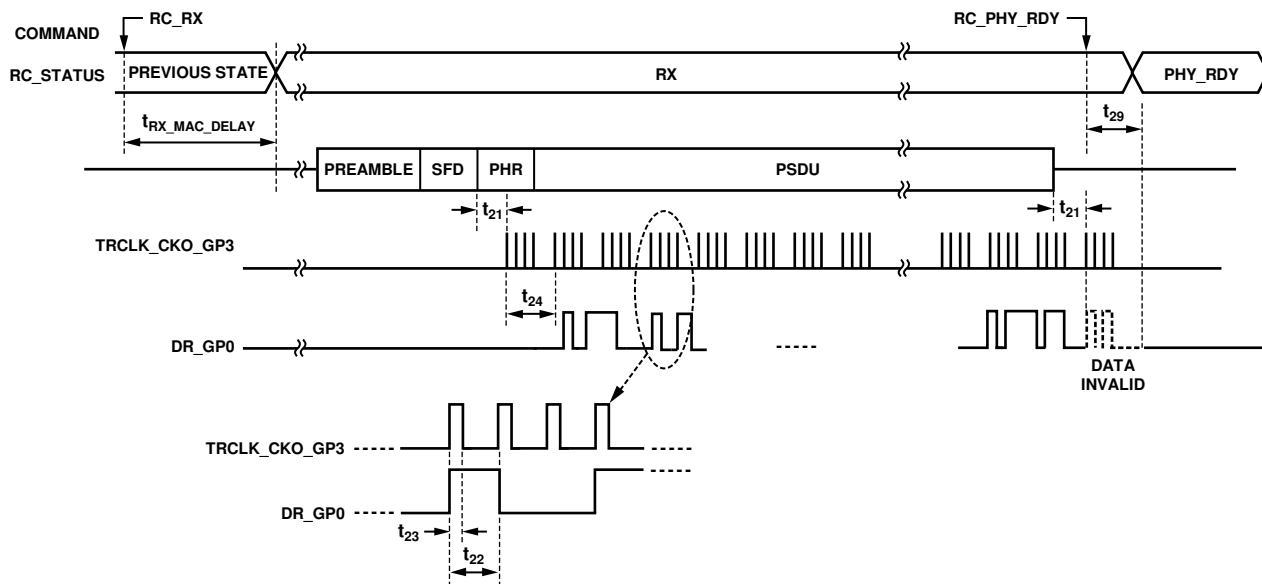 COMMAND
RC_RX
RC_PHY_RDY
RC_STATUS
PREVIOUS STATE
RX
PHY_RDY
tRX_MAC_DELAY
t29
PREAMBLE
SFD
PHR
PSDU
t21
t21
TRCLK_CKO_GP3
t24
DR_GP0
DATA
INVALID
TRCLK_CKO_GP3
DR_GP0
t23
t22